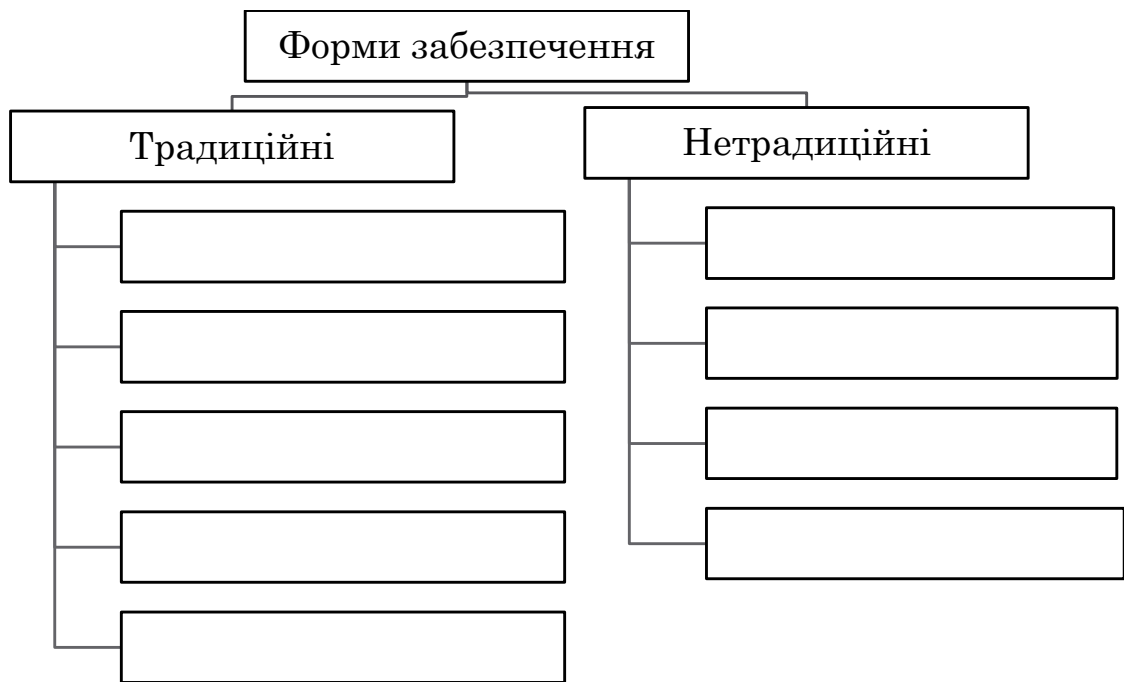 Форми забезпечення
Традиційні
Нетрадиційні